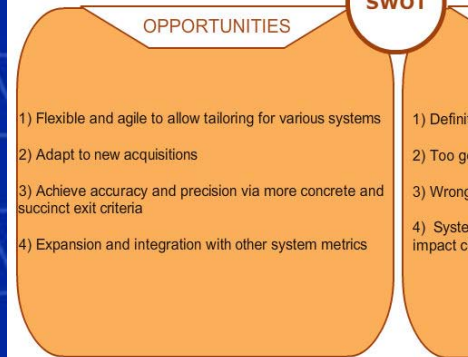 SWOT
OPPORTUNITIES
1) Flexible and agile to allow tailoring for various systems
2) Adapt to new acquisitions
3) Achieve accuracy and precision via more concrete and
succinct exit criteria
4) Expansion and integration with other system metrics
1)
2) Too
3) Wrong
4)
impact